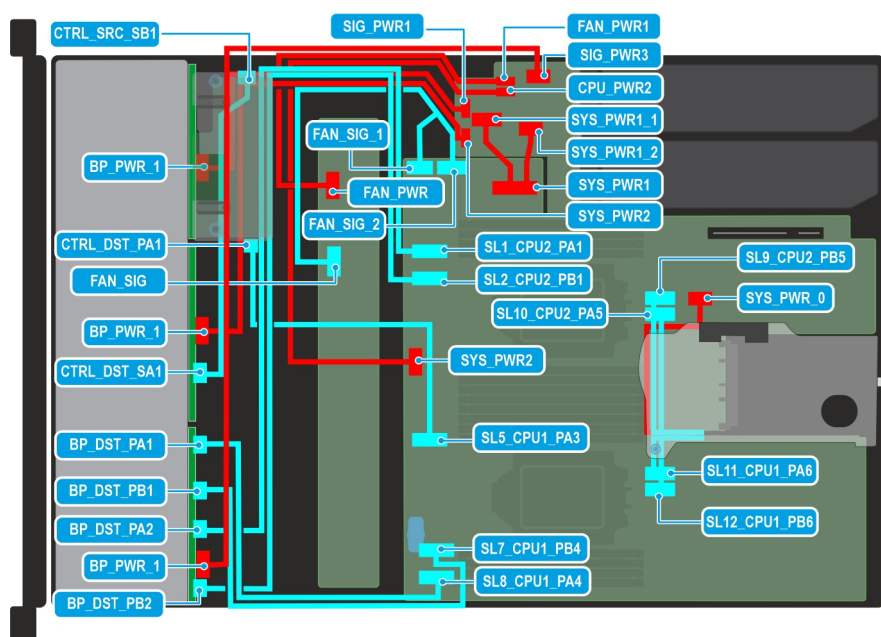 CTRL_SRC_SB1
SIG_PWR1
FAN_PWR1
SIG_PWR3
CPU_PWR2
SYS_PWR1_1
FAN_SIG_1
SYS_PWR1_2
BP_PWR_1
FAN_PWR
SYS_PWR1
FAN_SIG_2
SYS_PWR2
CTRL_DST_PA1
SL1_CPU2_PA1
SL9_CPU2_PB5
FAN_SIG
SL2_CPU2_PB1
SYS_PWR_0
SL10_CPU2_PA5
BP_PWR_1
SYS_PWR2
CTRL_DST_SA1
SL5_CPU1_PA3
BP_DST_PA1
SL11_CPU1_PA6
BP_DST_PB1
SL12_CPU1_PB6
BP_DST_PA2
SL7_CPU1_PB4
BP_PWR_1
SL8_CPU1_PA4
BP_DST_PB2